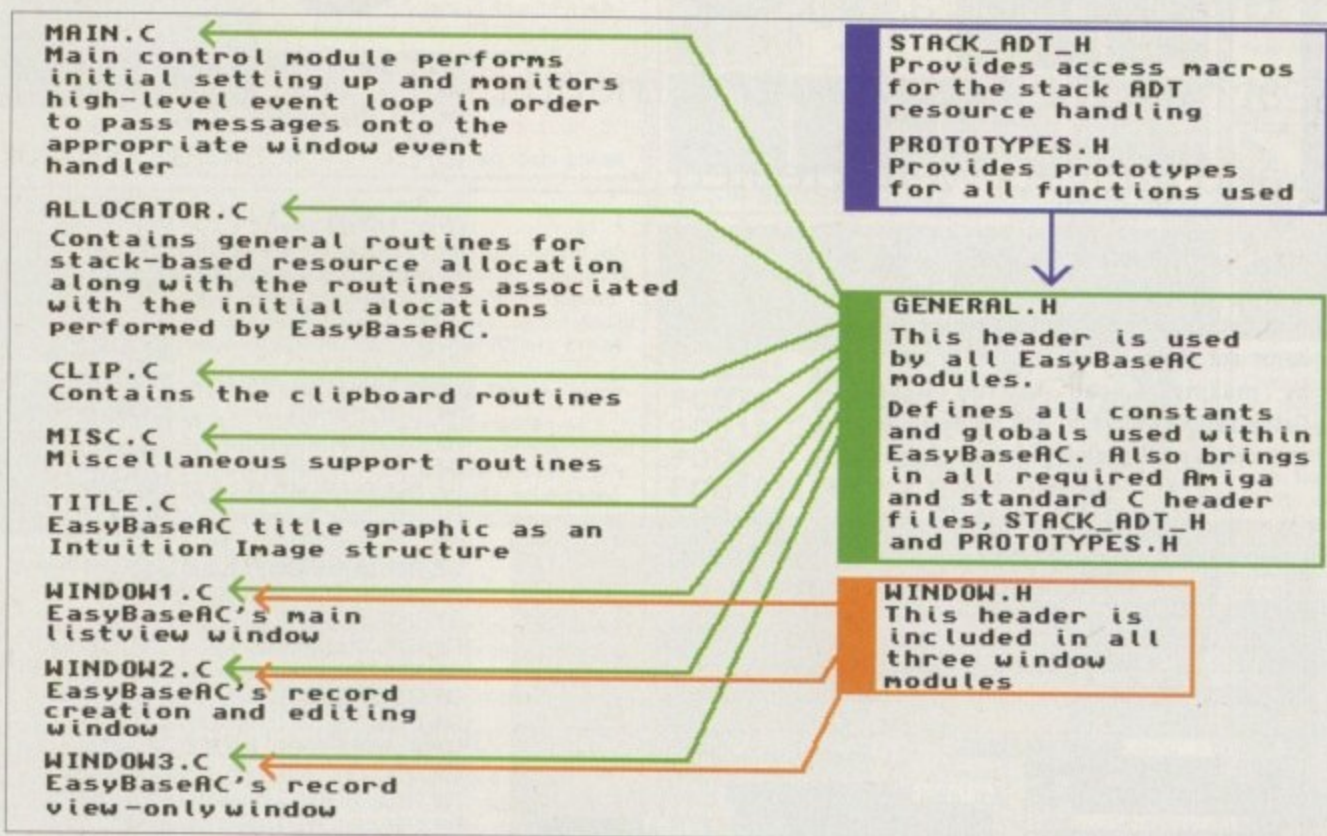 MAIN.C
Main control module performs
initial setting up and monitors
high-level event loop in order
to pass messages onto the
appropriate window event
handler
ALLOCATOR.C
Contains general routines for
stack-based resource allocation
along with the routines associated
with the initial alocations
performed by EasyBaseAC.
CLIP.C
Contains the clipboard routines
MISC.C
Miscellaneous support routines
TITLE.C
EasyBaseAC title graphic as an
Intuition Image structure
WINDOW1.C
EasyBaseAC's main
listview window
WINDOW2.C
EasyBaseAC's record
creation and editing
window
WINDOW3.C
EasyBaseAC's record
view-only window
STACK_ADT_H
Provides access macros
for the stack ADT
resource handling
PROTOTYPES.H
Provides prototypes
for all functions used
GENERAL.H
This header is used
by all EasyBaseAC
modules.
Defines all constants
and globals used within
EasyBaseAC. Also brings
in all required Amiga
and standard C header
files, STACK_ADT_H
and PROTOTYPES.H
WINDOW.H
This header is
included in all
three window
modules